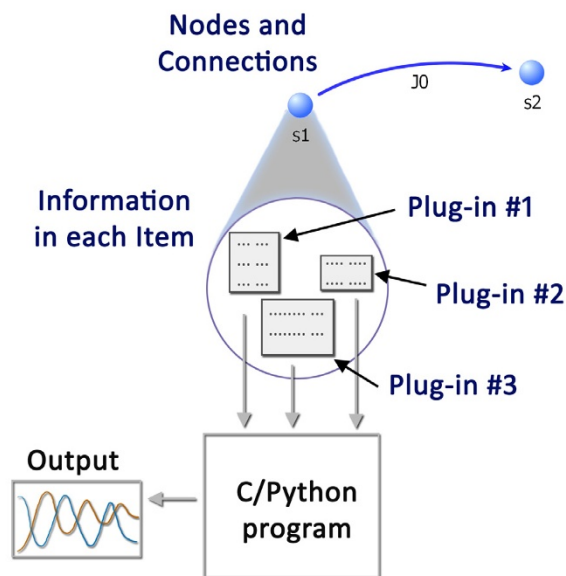 Nodes and
Connections
J0
s1
s2
Information
in each Item
Plug-in #1
Plug-in #2
Plug-in #3
Output
C/Python
program